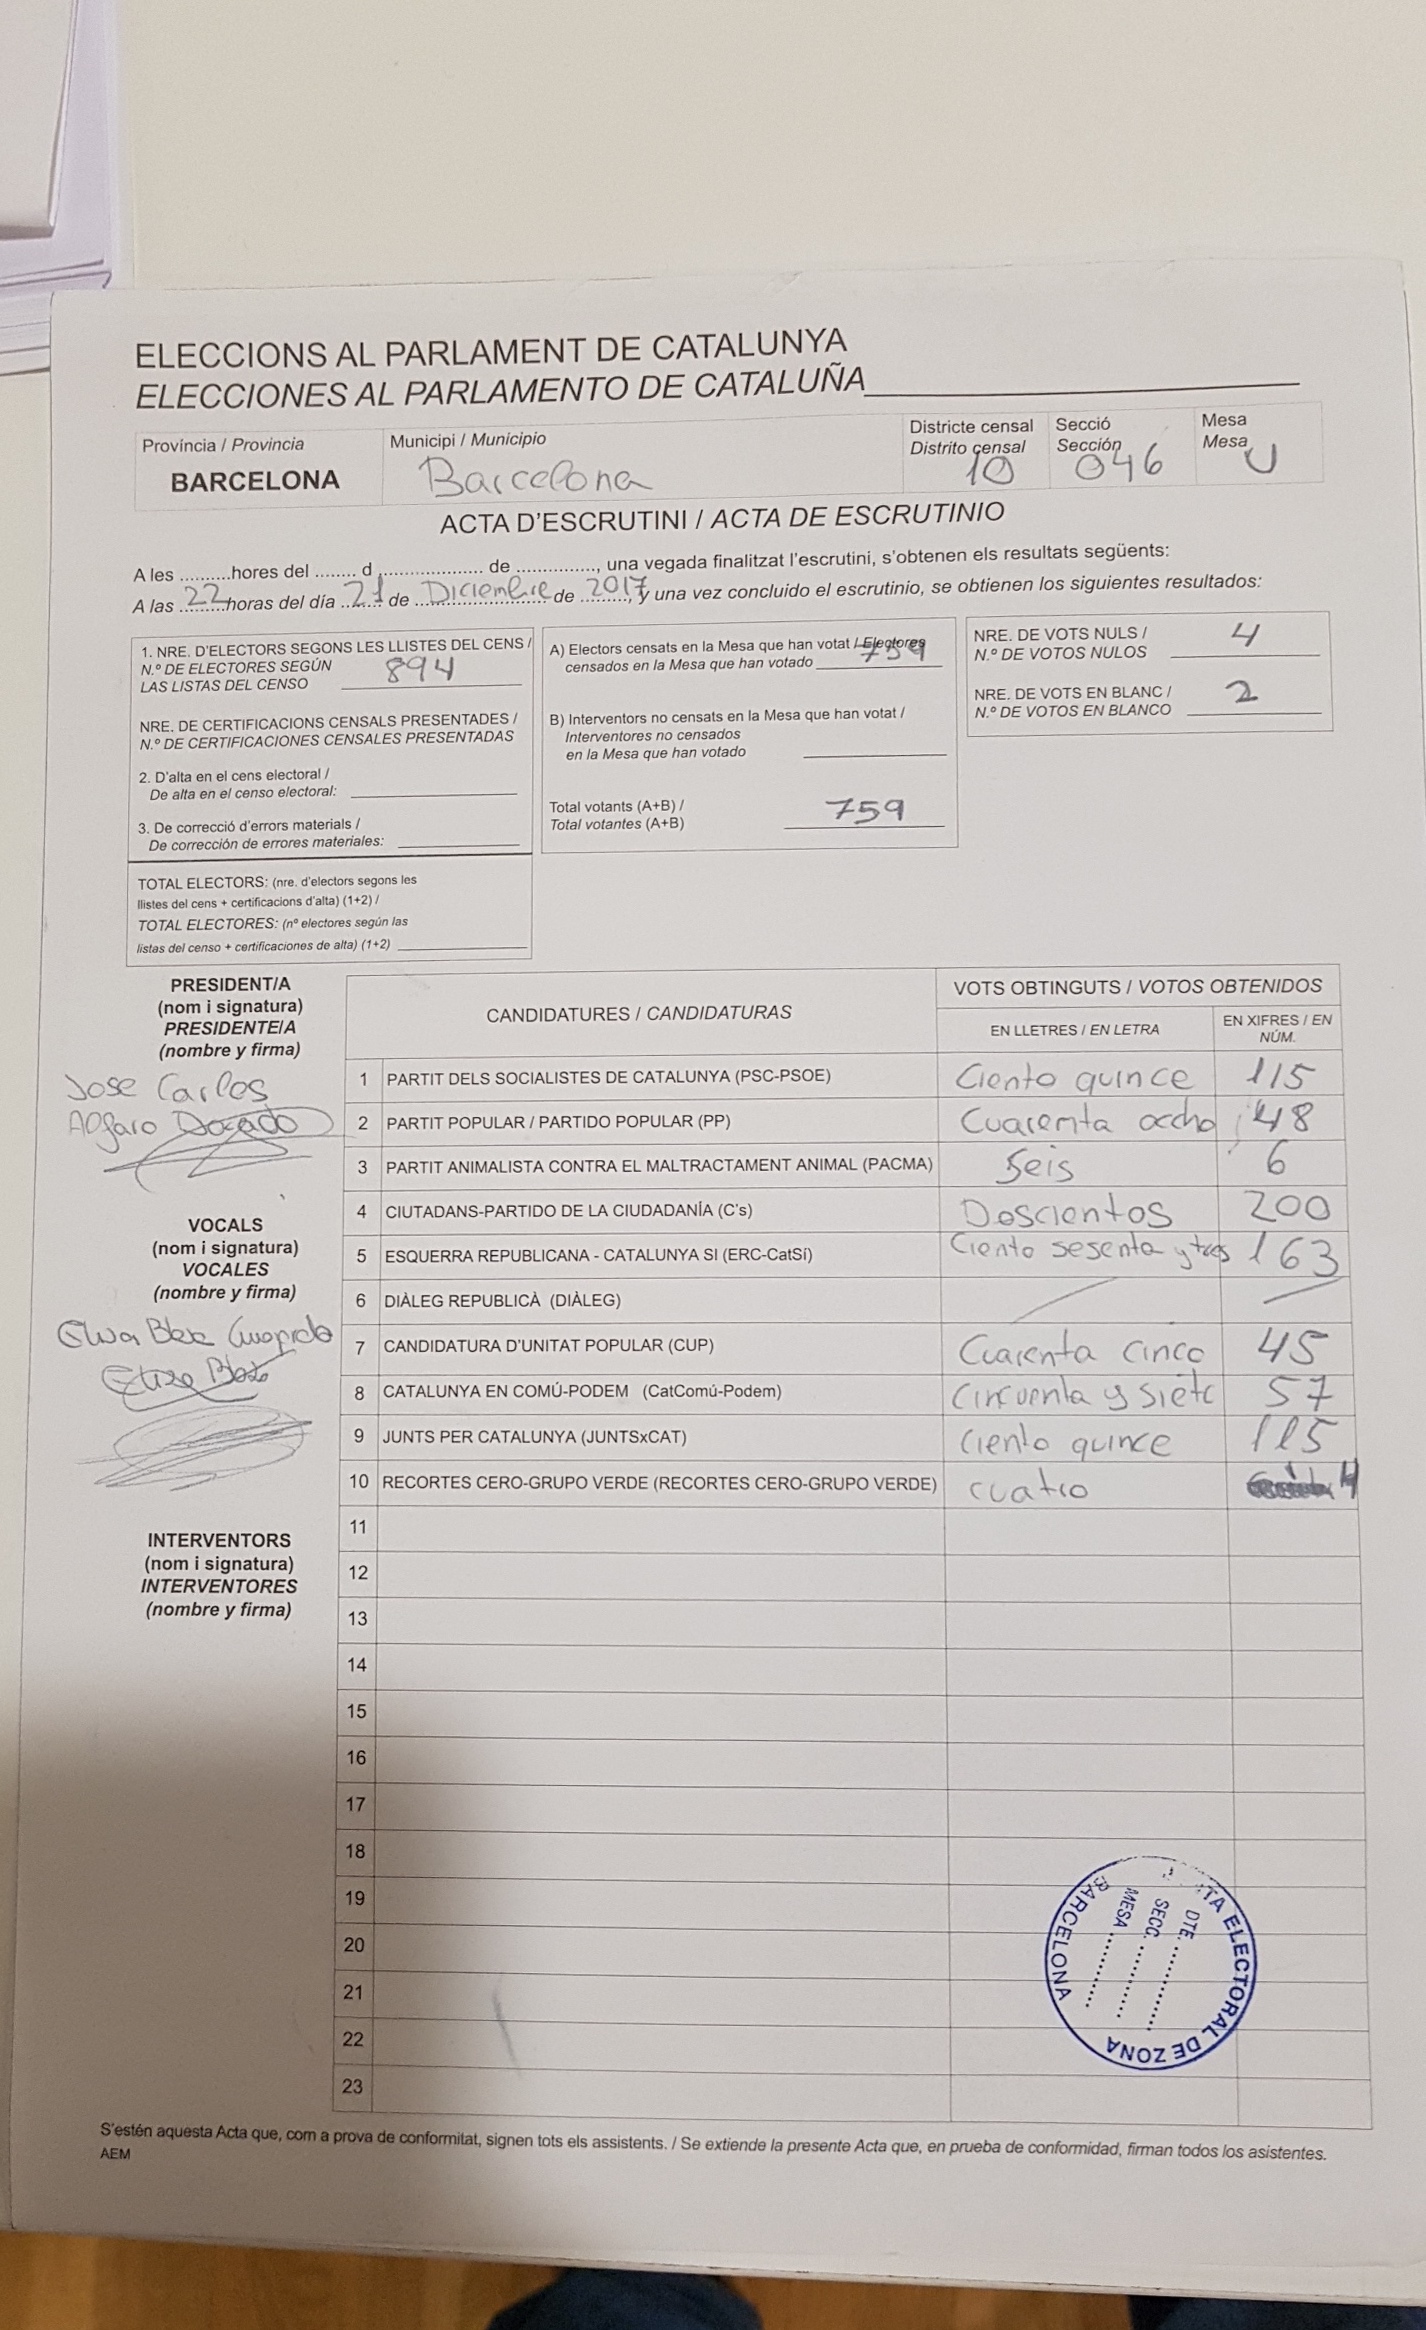 ELECCIONS AL PARLAMENT DE CATALUNYA
ELECCIONES AL PARLAMENTO DE CATALUÑA
Província / Provincia
BARCELONA
Municipi / Municipio
Barcelona
Districte censal
Distrito censal
10
Secció
Sección
046
Mesa
Mesa
U
ACTA D'ESCRUTINI / ACTA DE ESCRUTINIO
A les ..........hores del ........ d .................... de ..............., una vegada finalitzat l'escrutini, s'obtenen els resultats següents:
A las 22 horas del día 21 de Diciembre de 2017, y una vez concluido el escrutinio, se obtienen los siguientes resultados:
1. NRE. D'ELECTORS SEGONS LES LLISTES DEL CENS /
N.º DE ELECTORES SEGÚN
LAS LISTAS DEL CENSO 894
NRE. DE CERTIFICACIONS CENSALS PRESENTADES /
N.º DE CERTIFICACIONES CENSALES PRESENTADAS
2. D'alta en el cens electoral /
De alta en el censo electoral:
3. De correcció d'errors materials /
De corrección de errores materiales:
TOTAL ELECTORS: (nre. d'electors segons les
llistes del cens + certificacions d'alta) (1+2) /
TOTAL ELECTORES: (nº electores según las
listas del censo + certificaciones de alta) (1+2)
A) Electors censats en la Mesa que han votat / Electores
censados en la Mesa que han votado 759
B) Interventors no censats en la Mesa que han votat /
Interventores no censados
en la Mesa que han votado
Total votants (A+B) /
Total votantes (A+B) 759
NRE. DE VOTS NULS /
N.º DE VOTOS NULOS 4
NRE. DE VOTS EN BLANC /
N.º DE VOTOS EN BLANCO 2
PRESIDENT/A
(nom i signatura)
PRESIDENTE/A
(nombre y firma)
Jose Carlos
Alfaro Dorado
VOCALS
(nom i signatura)
VOCALES
(nombre y firma)
INTERVENTORS
(nom i signatura)
INTERVENTORES
(nombre y firma)
CANDIDATURES / CANDIDATURAS
VOTS OBTINGUTS / VOTOS OBTENIDOS
EN LLETRES / EN LETRA
EN XIFRES / EN
NÚM.
1 PARTIT DELS SOCIALISTES DE CATALUNYA (PSC-PSOE) Ciento quince 115
2 PARTIT POPULAR / PARTIDO POPULAR (PP) Cuarenta ocho 48
3 PARTIT ANIMALISTA CONTRA EL MALTRACTAMENT ANIMAL (PACMA) Seis 6
4 CIUTADANS-PARTIDO DE LA CIUDADANÍA (C's) Doscientos 200
5 ESQUERRA REPUBLICANA - CATALUNYA SI (ERC-CatSí) Ciento sesenta y tres 163
6 DIÀLEG REPUBLICÀ (DIÀLEG)
7 CANDIDATURA D'UNITAT POPULAR (CUP) Cuarenta cinco 45
8 CATALUNYA EN COMÚ-PODEM (CatComú-Podem) Cincuenta y siete 57
9 JUNTS PER CATALUNYA (JUNTSxCAT) Ciento quince 115
10 RECORTES CERO-GRUPO VERDE (RECORTES CERO-GRUPO VERDE) cuatro 4
11
12
13
14
15
16
17
18
19
20
21
22
23
TA ELECTORAL DE ZONA
BARCELONA
DTE.
SECC.
MESA
S'estén aquesta Acta que, com a prova de conformitat, signen tots els assistents. / Se extiende la presente Acta que, en prueba de conformidad, firman todos los asistentes.
AEM